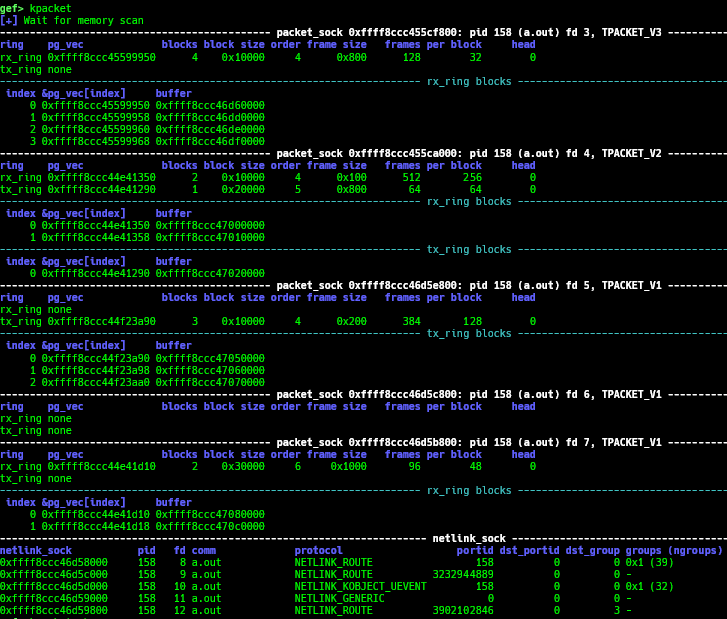 gef> kpacket
[+] Wait for memory scan
---------------------------------------------- packet_sock 0xffff8ccc455cf800: pid 158 (a.out) fd 3, TPACKET_V3 ----------
ring    pg_vec             blocks block size order frame size   frames per block     head
rx_ring 0xffff8ccc45599950      4    0x10000     4      0x800      128        32        0
tx_ring none
---------------------------------------------------------------------- rx_ring blocks -----------------------------------
 index &pg_vec[index]     buffer
     0 0xffff8ccc45599950 0xffff8ccc46d60000
     1 0xffff8ccc45599958 0xffff8ccc46dd0000
     2 0xffff8ccc45599960 0xffff8ccc46de0000
     3 0xffff8ccc45599968 0xffff8ccc46df0000
---------------------------------------------- packet_sock 0xffff8ccc455ca000: pid 158 (a.out) fd 4, TPACKET_V2 ----------
ring    pg_vec             blocks block size order frame size   frames per block     head
rx_ring 0xffff8ccc44e41350      2    0x10000     4      0x100      512       256        0
tx_ring 0xffff8ccc44e41290      1    0x20000     5      0x800       64        64        0
---------------------------------------------------------------------- rx_ring blocks -----------------------------------
 index &pg_vec[index]     buffer
     0 0xffff8ccc44e41350 0xffff8ccc47000000
     1 0xffff8ccc44e41358 0xffff8ccc47010000
---------------------------------------------------------------------- tx_ring blocks -----------------------------------
 index &pg_vec[index]     buffer
     0 0xffff8ccc44e41290 0xffff8ccc47020000
---------------------------------------------- packet_sock 0xffff8ccc46d5e800: pid 158 (a.out) fd 5, TPACKET_V1 ----------
ring    pg_vec             blocks block size order frame size   frames per block     head
rx_ring none
tx_ring 0xffff8ccc44f23a90      3    0x10000     4      0x200      384       128        0
---------------------------------------------------------------------- tx_ring blocks -----------------------------------
 index &pg_vec[index]     buffer
     0 0xffff8ccc44f23a90 0xffff8ccc47050000
     1 0xffff8ccc44f23a98 0xffff8ccc47060000
     2 0xffff8ccc44f23aa0 0xffff8ccc47070000
---------------------------------------------- packet_sock 0xffff8ccc46d5c800: pid 158 (a.out) fd 6, TPACKET_V1 ----------
ring    pg_vec             blocks block size order frame size   frames per block     head
rx_ring none
tx_ring none
---------------------------------------------- packet_sock 0xffff8ccc46d5b800: pid 158 (a.out) fd 7, TPACKET_V1 ----------
ring    pg_vec             blocks block size order frame size   frames per block     head
rx_ring 0xffff8ccc44e41d10      2    0x30000     6     0x1000       96        48        0
tx_ring none
---------------------------------------------------------------------- rx_ring blocks -----------------------------------
 index &pg_vec[index]     buffer
     0 0xffff8ccc44e41d10 0xffff8ccc47080000
     1 0xffff8ccc44e41d18 0xffff8ccc470c0000
----------------------------------------------------------------------- netlink_sock ------------------------------------
netlink_sock           pid   fd comm             protocol                   portid dst_portid dst_group groups (ngroups)
0xffff8ccc46d58000     158    8 a.out            NETLINK_ROUTE                 158          0         0 0x1 (39)
0xffff8ccc46d5c000     158    9 a.out            NETLINK_ROUTE          3232944889          0         0 -
0xffff8ccc46d5d000     158   10 a.out            NETLINK_KOBJECT_UEVENT        158          0         0 0x1 (32)
0xffff8ccc46d59000     158   11 a.out            NETLINK_GENERIC                 0          0         0 -
0xffff8ccc46d59800     158   12 a.out            NETLINK_ROUTE          3902102846          0         3 -